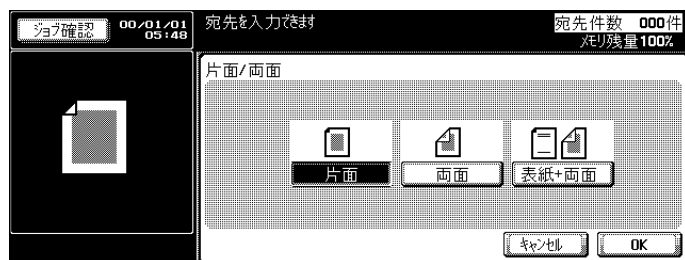 ｼﾞｮﾌﾞ確認 00/01/01
05:48
宛先を入力できます
宛先件数 000件
ﾒﾓﾘ残量100%
片面/両面
片面 両面 表紙+両面
ｷｬﾝｾﾙ OK